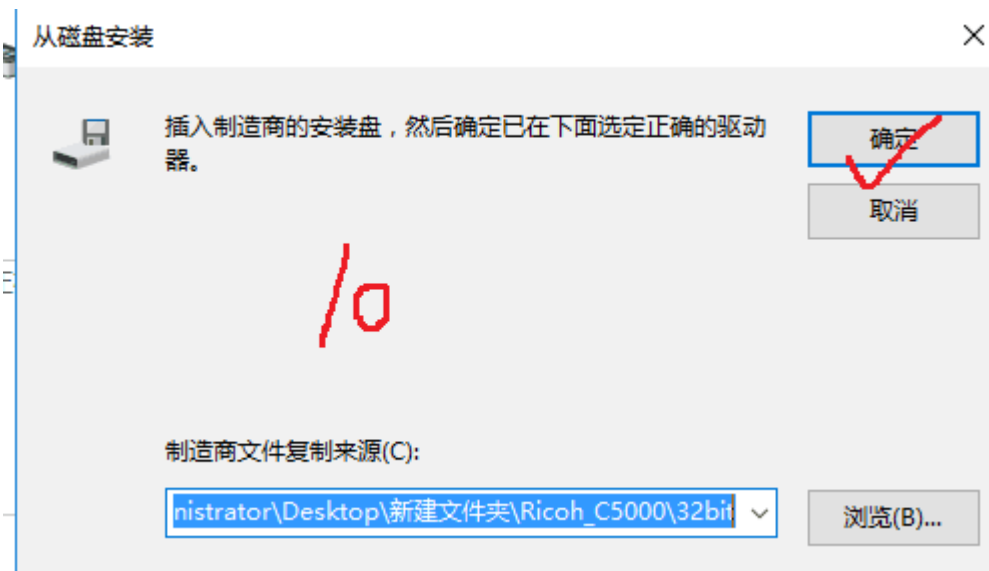 从磁盘安装
插入制造商的安装盘，然后确定已在下面选定正确的驱动
器。
确定
取消
10
制造商文件复制来源(C):
nistrator\Desktop\新建文件夹\Ricoh_C5000\32bit
浏览(B)...